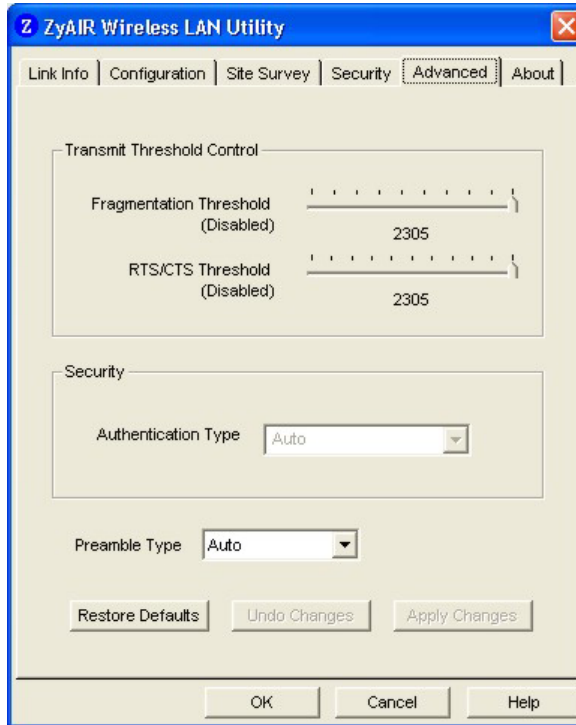 Z ZyAIR Wireless LAN Utility
Link Info Configuration Site Survey Security Advanced About
Transmit Threshold Control
Fragmentation Threshold
(Disabled)
2305
RTS/CTS Threshold
(Disabled)
2305
Security
Authentication Type Auto
Preamble Type Auto
Restore Defaults Undo Changes Apply Changes
OK Cancel Help